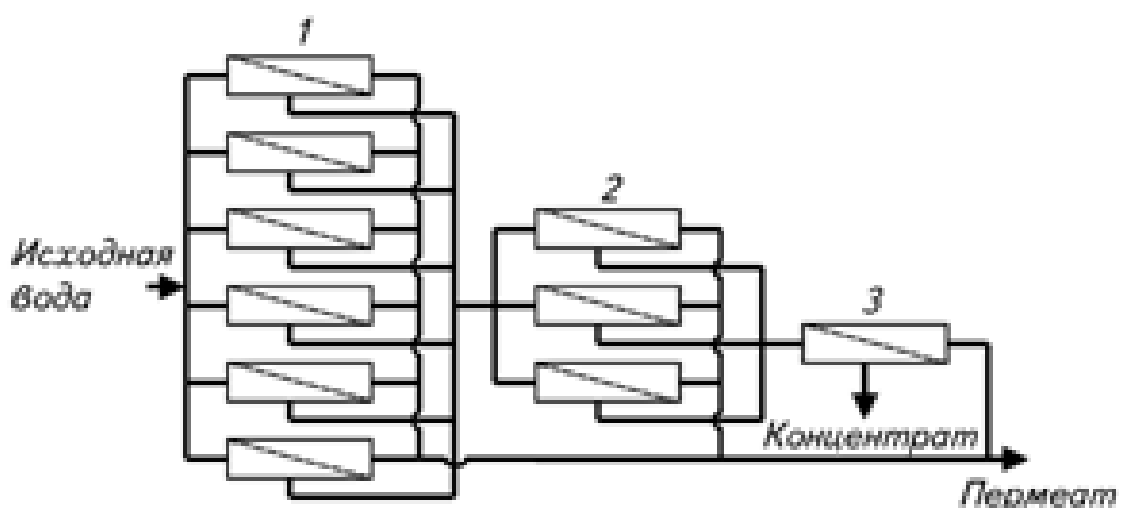 1
2
Исходная
вода
3
Концентрат
Пермеат